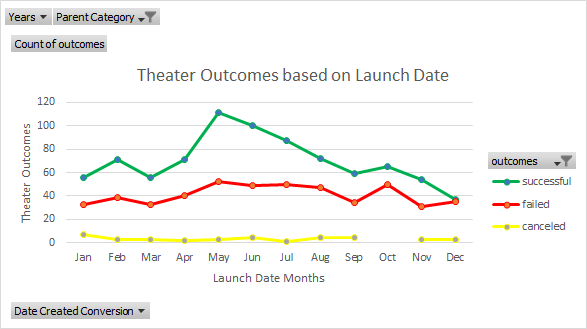 Years Parent Category
Count of outcomes
Theater Outcomes based on Launch Date
120
100
80
60
40
20
0
Theater Outcomes
Jan Feb Mar Apr May Jun Jul Aug Sep Oct Nov Dec
Launch Date Months
outcomes
successful
failed
canceled
Date Created Conversion